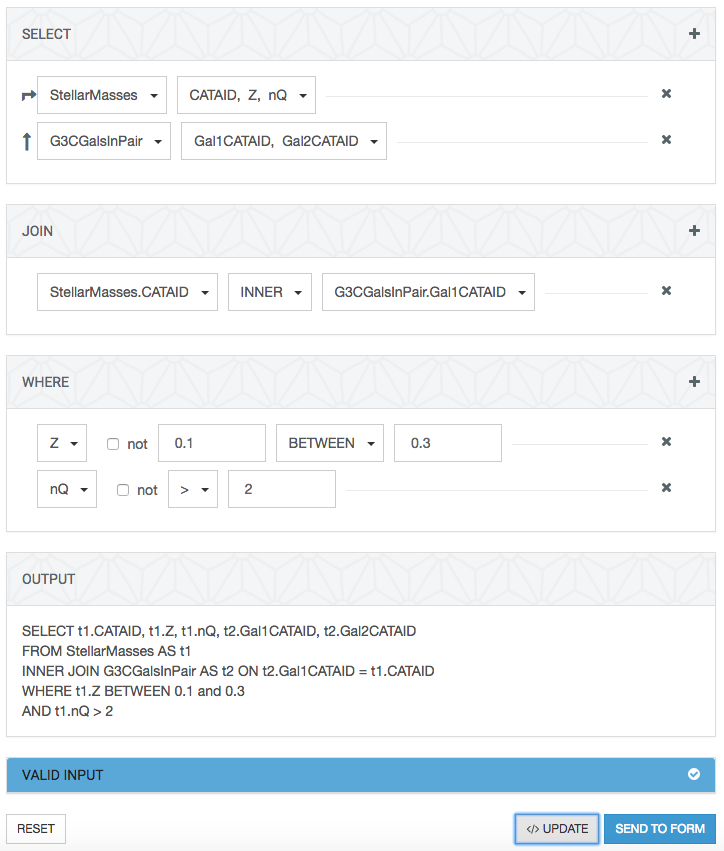 SELECT
StellarMasses CATAID, Z, nQ
G3CGalsInPair Gal1CATAID, Gal2CATAID
JOIN
StellarMasses.CATAID INNER G3CGalsInPair.Gal1CATAID
WHERE
Z not 0.1 BETWEEN 0.3
nQ not > 2
OUTPUT
SELECT t1.CATAID, t1.Z, t1.nQ, t2.Gal1CATAID, t2.Gal2CATAID
FROM StellarMasses AS t1
INNER JOIN G3CGalsInPair AS t2 ON t2.Gal1CATAID = t1.CATAID
WHERE t1.Z BETWEEN 0.1 and 0.3
AND t1.nQ > 2
VALID INPUT
RESET </> UPDATE SEND TO FORM